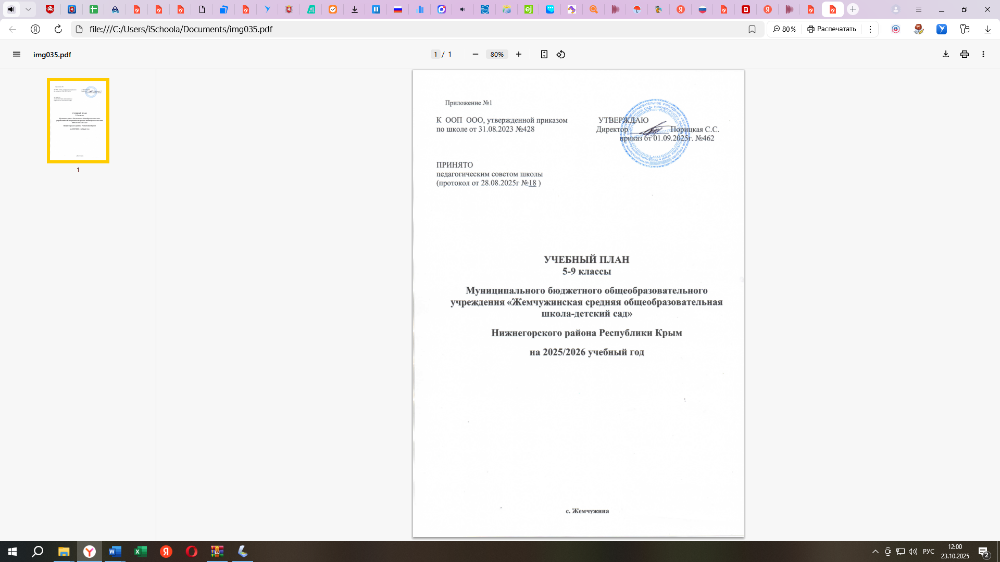 file:///C:/Users/iSchoola/Documents/img035.pdf
80%
Распечатать
img035.pdf
1 / 1
80%
1
Приложение №1
К ООП ООО, утвержденной приказом
по школе от 31.08.2023 №428
УТВЕРЖДАЮ
Директор Порицкая С.С.
приказ от 01.09.2025г. №462
ПРИНЯТО
педагогическим советом школы
(протокол от 28.08.2025г №18 )
УЧЕБНЫЙ ПЛАН
5-9 классы
Муниципального бюджетного общеобразовательного
учреждения «Жемчужинская средняя общеобразовательная
школа-детский сад»
Нижнегорского района Республики Крым
на 2025/2026 учебный год
с. Жемчужина
РУС
12:00
23.10.2025
2